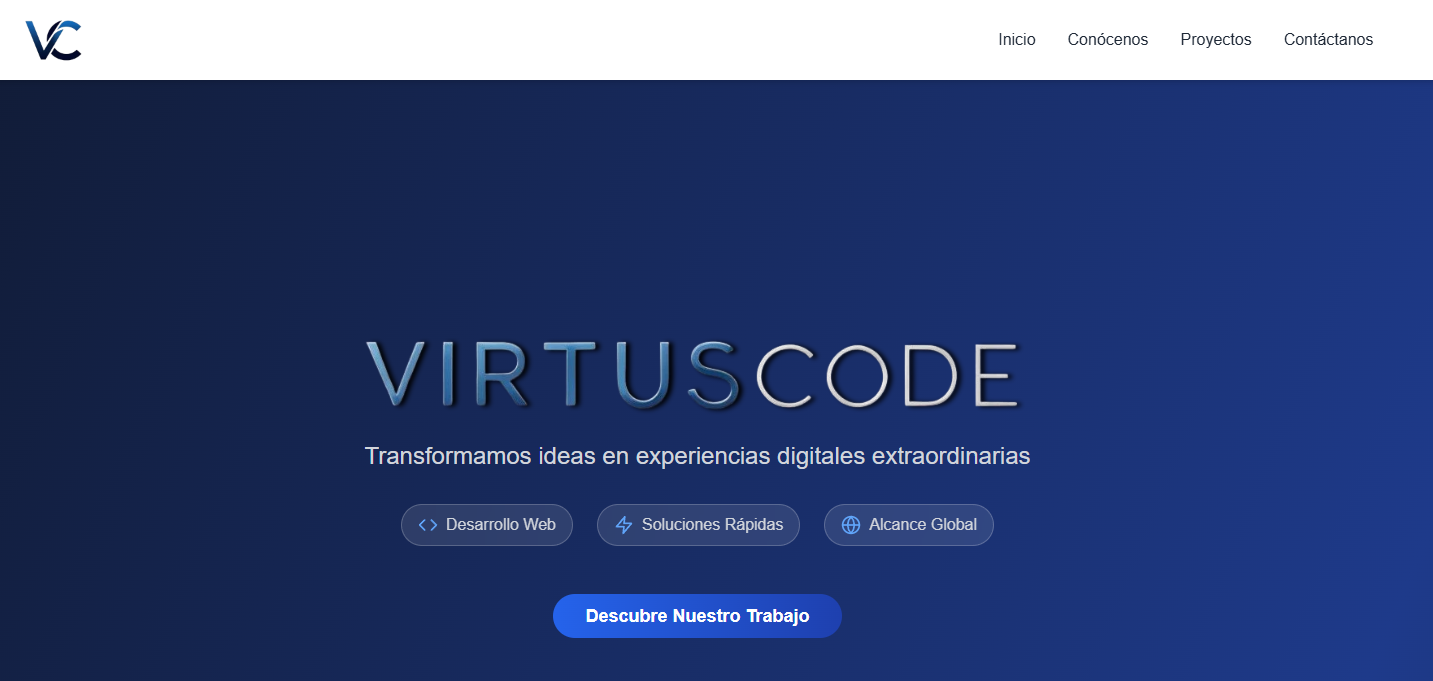 VC
Inicio Conócenos Proyectos Contáctanos
VIRTUSCODE
Transformamos ideas en experiencias digitales extraordinarias
Desarrollo Web Soluciones Rápidas Alcance Global
Descubre Nuestro Trabajo